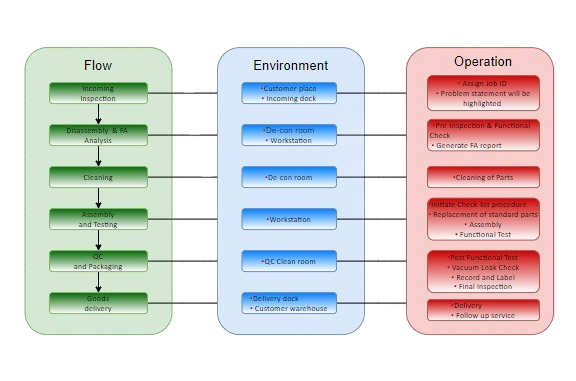 Flow
Incoming
Inspection
Disassembly & FA
Analysis
Cleaning
Assembly
and Testing
QC
and Packaging
Goods
delivery
Environment
•Customer place
• Incoming dock
•De-con room
• Workstation
•De-con room
•Workstation
•QC Clean room
•Delivery dock
• Customer warehouse
Operation
• Assign Job ID
• Problem statement will be
highlighted
•Pre Inspection & Functional
Check
• Generate FA report
•Cleaning of Parts
•Initiate Check-list procedure
• Replacement of standard parts
• Assembly
• Functional Test
•Post Functional Test
• Vacuum Leak Check
• Record and Label
• Final Inspection
•Delivery
• Follow up service